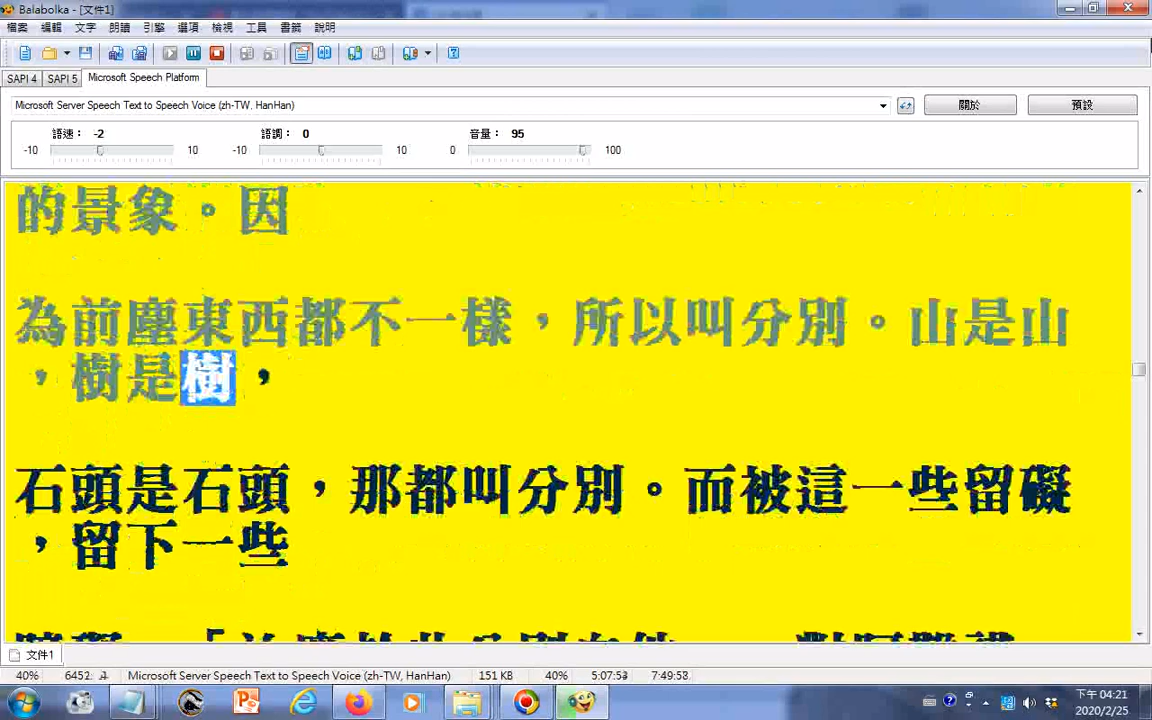 Balabolka - [文件1]
檔案 編輯 文字 朗讀 引擎 選項 檢視 工具 書籤 說明
SAPI 4 SAPI 5 Microsoft Speech Platform
Microsoft Server Speech Text to Speech Voice (zh-TW, HanHan) 關於 預設
語速： -2 語調： 0 音量： 95
-10 10 -10 10 0 100
的景象。因
為前塵東西都不一樣，所以叫分別。山是山
，樹是樹，
石頭是石頭，那都叫分別。而被這一些留礙
，留下一些
文件1
40% 6452: Microsoft Server Speech Text to Speech Voice (zh-TW, HanHan) 151 KB 40% 5:07:53 7:49:53
下午 04:21
2020/2/25